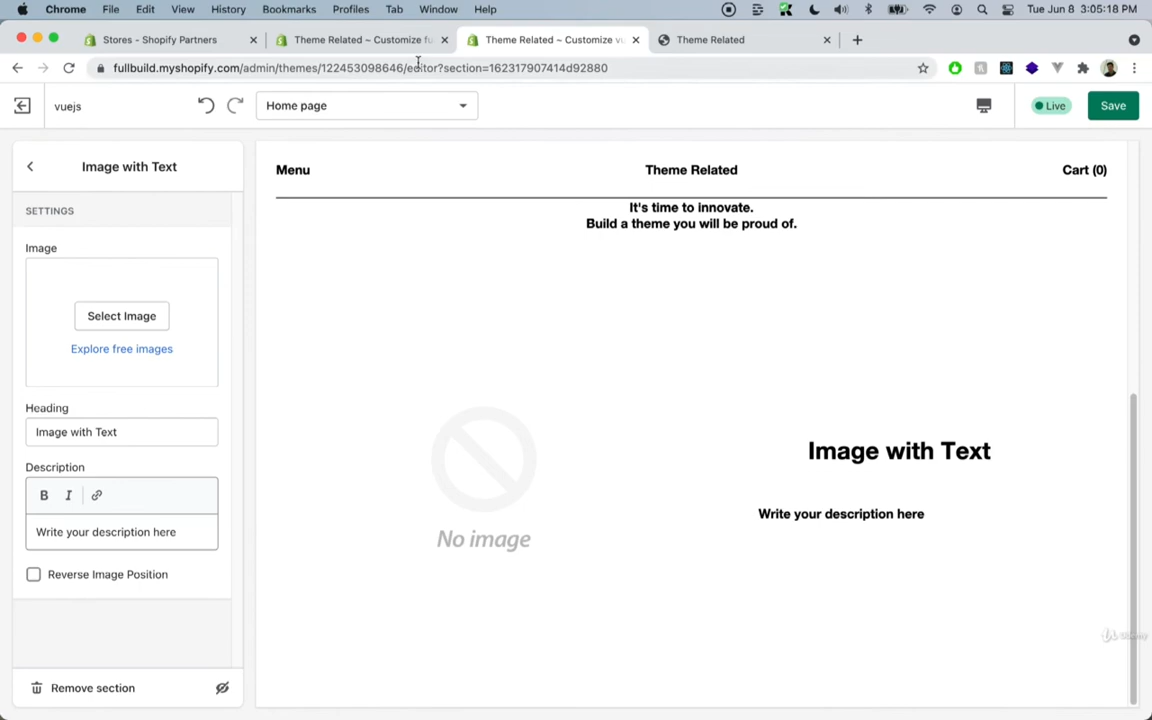 Chrome File Edit View History Bookmarks Profiles Tab Window Help Tue Jun 8 3:05:18 PM
Stores - Shopify Partners
Theme Related ~ Customize fu
Theme Related ~ Customize vu
Theme Related
fullbuild.myshopify.com/admin/themes/122453098646/editor?section=162317907414d92880
vuejs
Home page
Live
Save
Image with Text
SETTINGS
Image
Select Image
Explore free images
Heading
Image with Text
Description
B I
Write your description here
Reverse Image Position
Remove section
Menu
Theme Related
Cart (0)
It's time to innovate.
Build a theme you will be proud of.
No image
Image with Text
Write your description here
Udemy